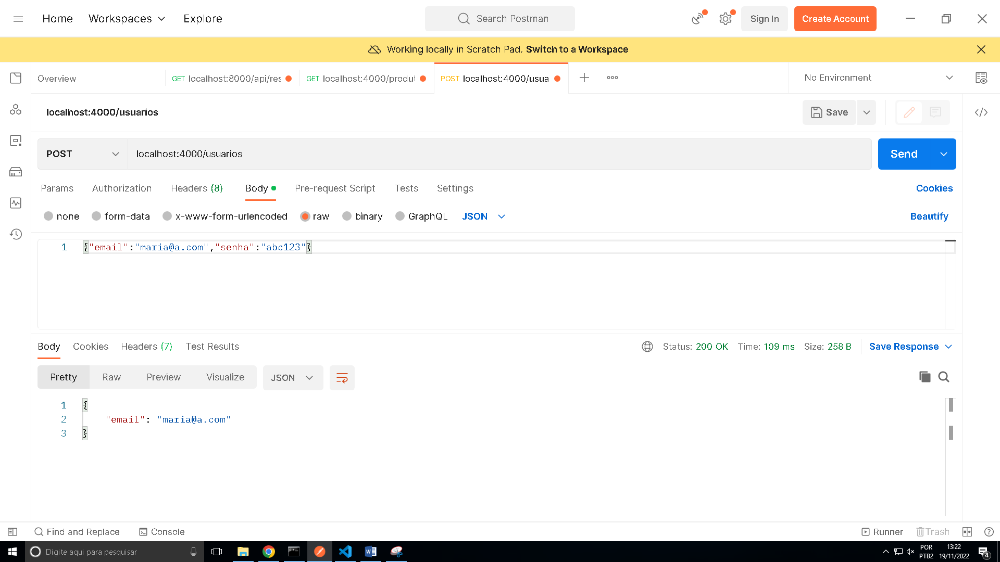 Home Workspaces Explore Search Postman Sign In Create Account
Working locally in Scratch Pad. Switch to a Workspace
Overview GET localhost:8000/api/res GET localhost:4000/produt POST localhost:4000/usua No Environment
localhost:4000/usuarios Save
POST localhost:4000/usuarios Send
Params Authorization Headers (8) Body Pre-request Script Tests Settings Cookies
none form-data x-www-form-urlencoded raw binary GraphQL JSON Beautify
1 {"email":"maria@a.com","senha":"abc123"}
Body Cookies Headers (7) Test Results Status: 200 OK Time: 109 ms Size: 258 B Save Response
Pretty Raw Preview Visualize JSON
1 {
2 "email": "maria@a.com"
3 }
Find and Replace Console Runner Trash
Digite aqui para pesquisar POR 13:22
PTB2 19/11/2022 4